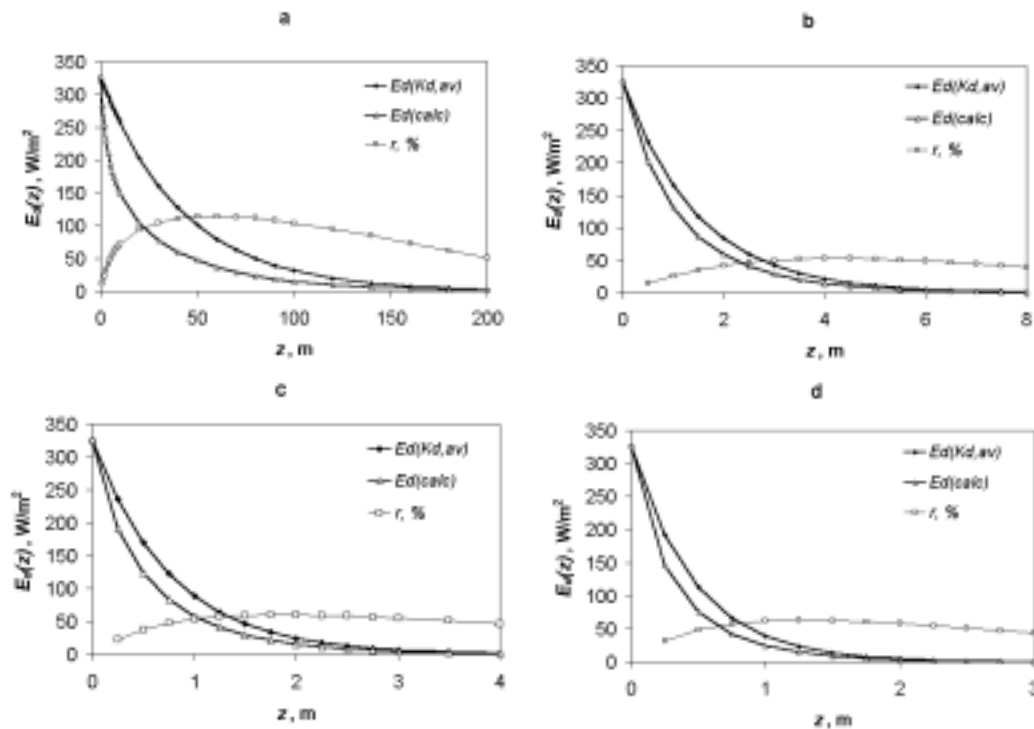 a
350
300
250
200
150
100
50
0
Ed(z), W/m²
Ed(Kd,av)
Ed(calc)
r, %
0 50 100 150 200
z, m
b
350
300
250
200
150
100
50
0
Ed(z), W/m²
Ed(Kd,av)
Ed(calc)
r, %
0 2 4 6 8
z, m
c
350
300
250
200
150
100
50
0
Ed(z), W/m²
Ed(Kd,av)
Ed(calc)
r, %
0 1 2 3 4
z, m
d
350
300
250
200
150
100
50
0
Ed(z), W/m²
Ed(Kd,av)
Ed(calc)
r, %
0 1 2 3
z, m